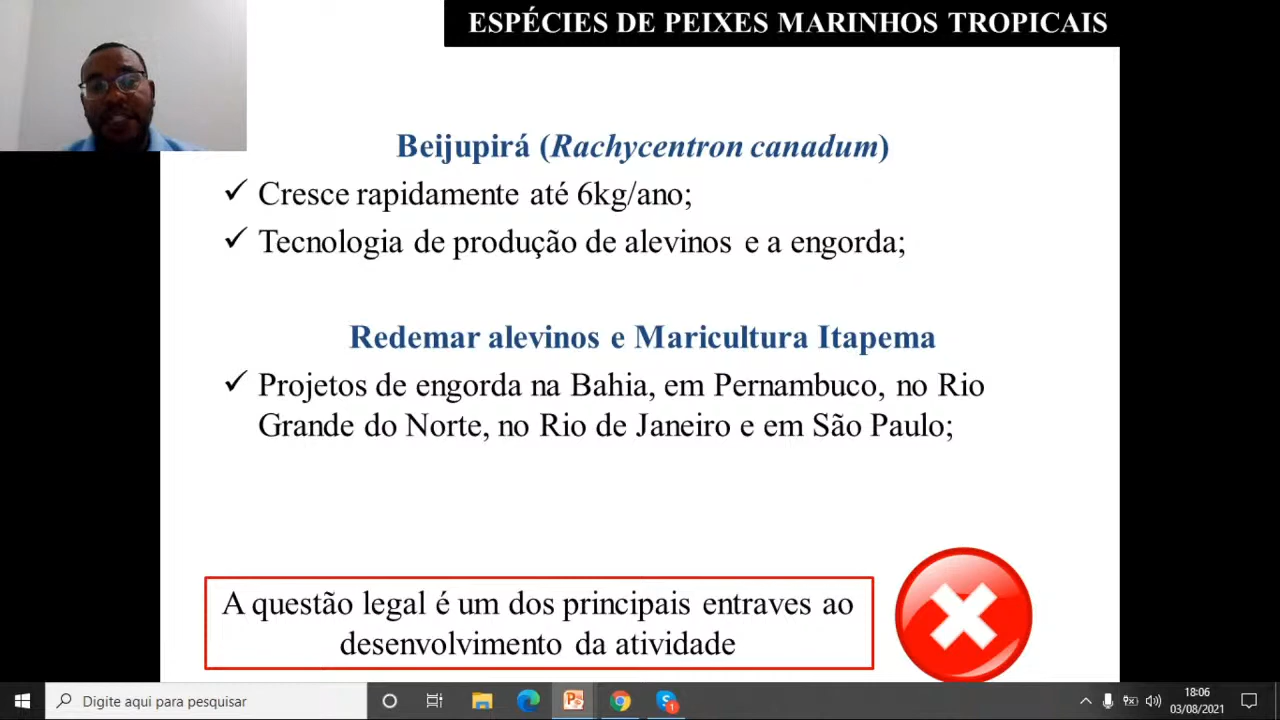 ESPÉCIES DE PEIXES MARINHOS TROPICAIS
Beijupirá (Rachycentron canadum)
✓ Cresce rapidamente até 6kg/ano;
✓ Tecnologia de produção de alevinos e a engorda;
Redemar alevinos e Maricultura Itapema
✓ Projetos de engorda na Bahia, em Pernambuco, no Rio
Grande do Norte, no Rio de Janeiro e em São Paulo;
A questão legal é um dos principais entraves ao
desenvolvimento da atividade
Digite aqui para pesquisar
18:06
03/08/2021